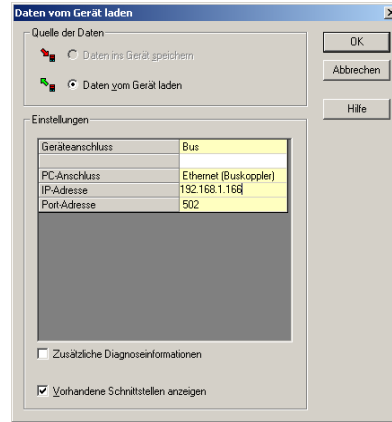 Daten vom Gerät laden
Quelle der Daten
Daten ins Gerät speichern
Daten vom Gerät laden
OK
Abbrechen
Hilfe
Einstellungen
Geräteanschluss Bus
PC-Anschluss Ethernet (Buskoppler)
IP-Adresse 192.168.1.166
Port-Adresse 502
Zusätzliche Diagnoseinformationen
Vorhandene Schnittstellen anzeigen